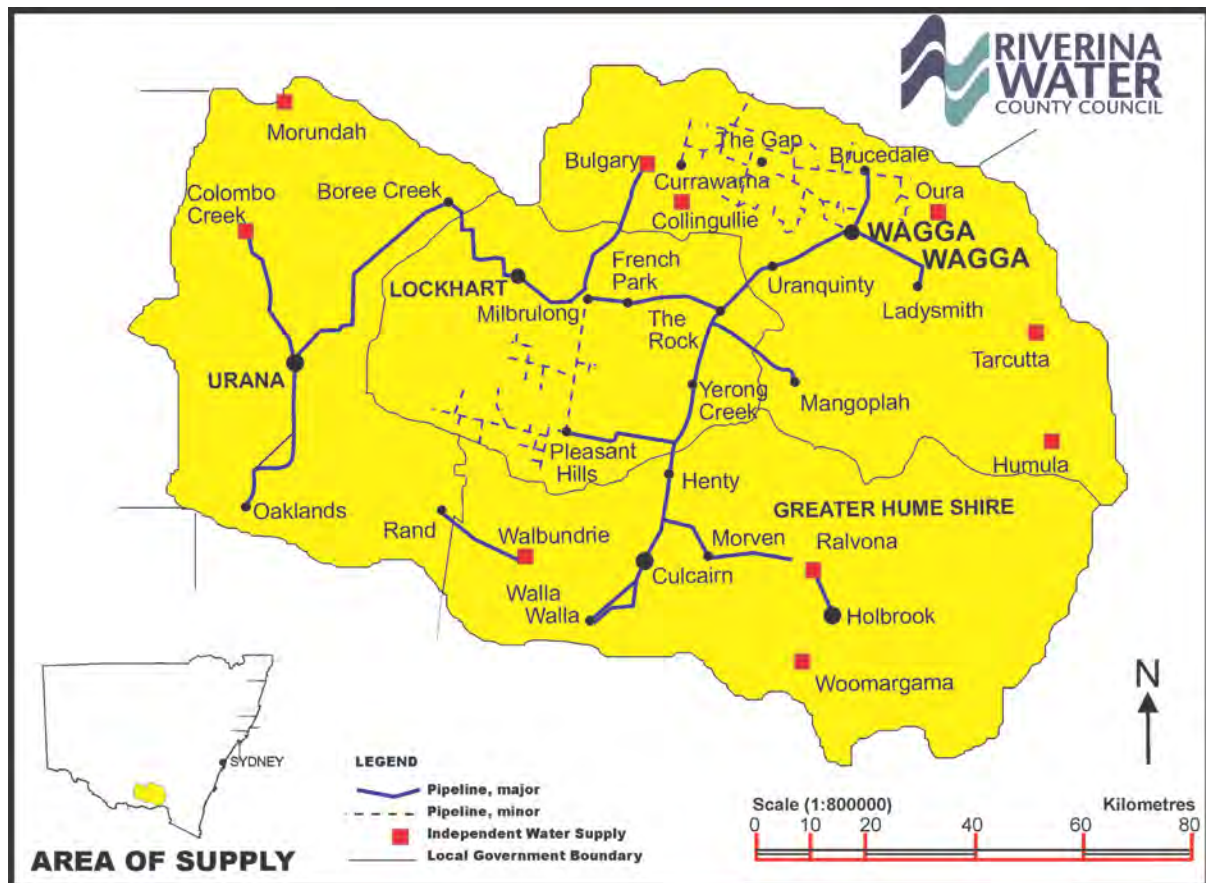 RIVERINA
WATER
COUNTY COUNCIL
Morundah
Colombo
Creek
Boree Creek
Bulgary
The Gap
Currawarna
Collingullie
Brucedale
Oura
WAGGA
WAGGA
French
Park
LOCKHART
Milbrulong
The
Rock
Uranquinty
Ladysmith
Tarcutta
URANA
Yerong
Creek
Mangoplah
Pleasant
Hills
Humula
Henty
Oaklands
Rand
Walbundrie
GREATER HUME SHIRE
Morven
Ralvona
Culcairn
Walla
Walla
Holbrook
Woomargama
N
SYDNEY
AREA OF SUPPLY
LEGEND
Pipeline, major
Pipeline, minor
Independent Water Supply
Local Government Boundary
Scale (1:800000)
Kilometres
0 10 20 40 60 80